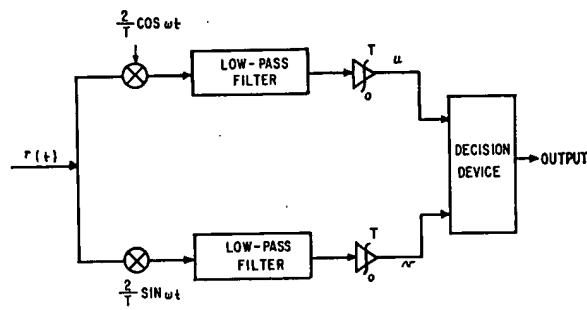 2/T COS ωt
LOW-PASS
FILTER
T
0
u
r(t)
DECISION
DEVICE
OUTPUT
LOW-PASS
FILTER
T
0
v
2/T SIN ωt